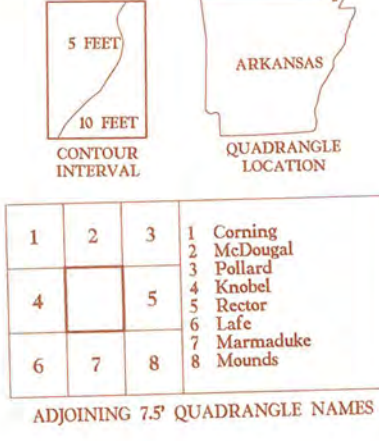 5 FEET
10 FEET
CONTOUR
INTERVAL
ARKANSAS
QUADRANGLE
LOCATION
1 2 3
4 5
6 7 8
1 Corning
2 McDougal
3 Pollard
4 Knobel
5 Rector
6 Lafe
7 Marmaduke
8 Mounds
ADJOINING 7.5' QUADRANGLE NAMES